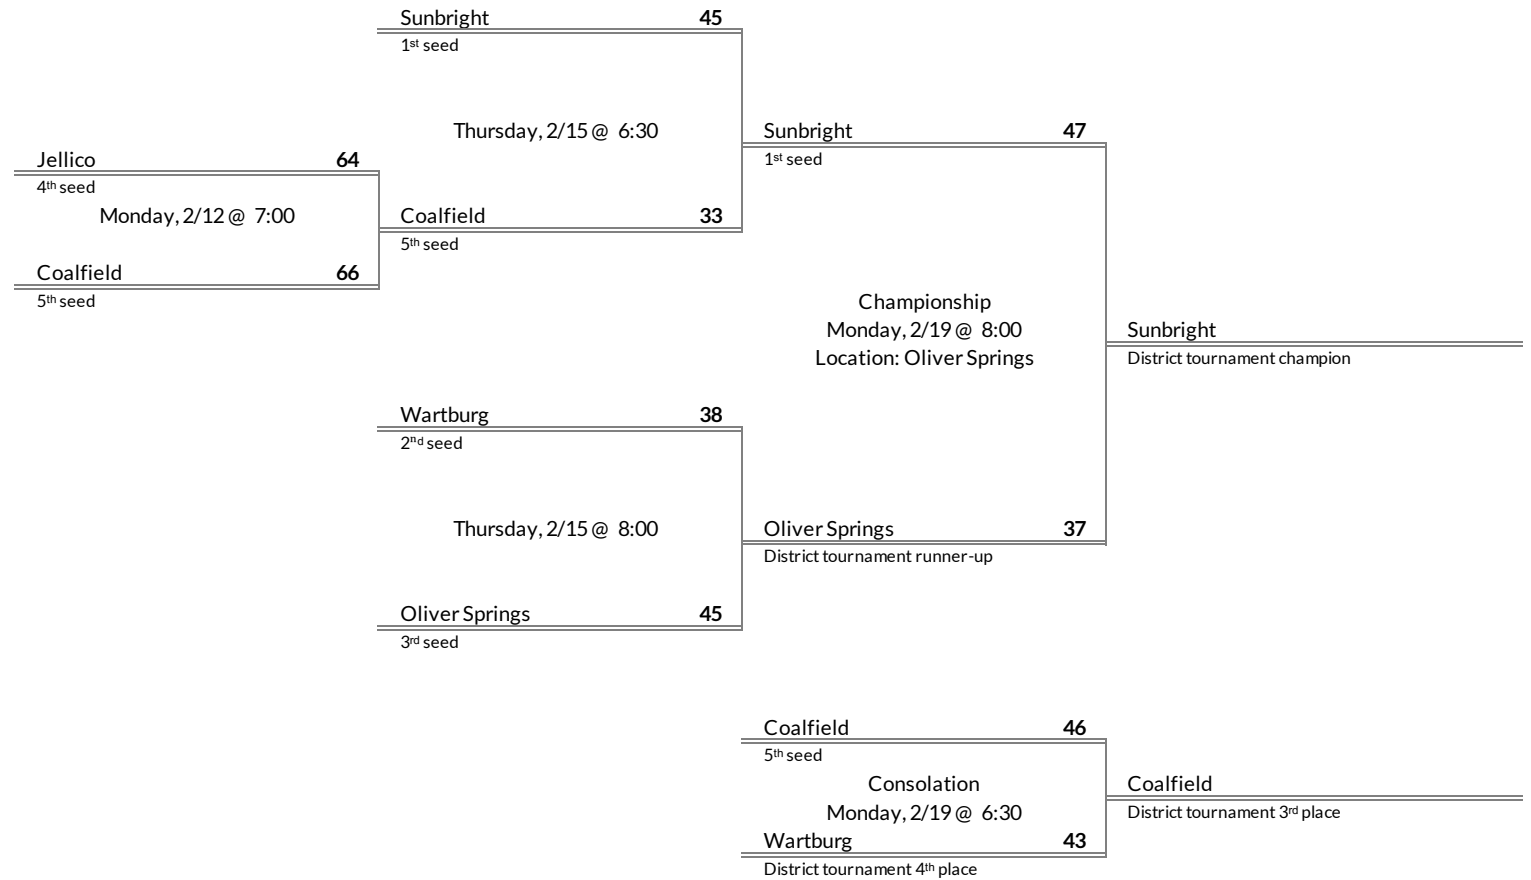 Sunbright 45
1st seed
Thursday, 2/15 @ 6:30
Sunbright 47
1st seed
Jellico 64
4th seed
Monday, 2/12 @ 7:00
Coalfield 33
5th seed
Coalfield 66
5th seed
Championship
Monday, 2/19 @ 8:00
Location: Oliver Springs
Sunbright
District tournament champion
Wartburg 38
2nd seed
Thursday, 2/15 @ 8:00
Oliver Springs 37
District tournament runner-up
Oliver Springs 45
3rd seed
Coalfield 46
5th seed
Consolation
Monday, 2/19 @ 6:30
Coalfield
District tournament 3rd place
Wartburg 43
District tournament 4th place